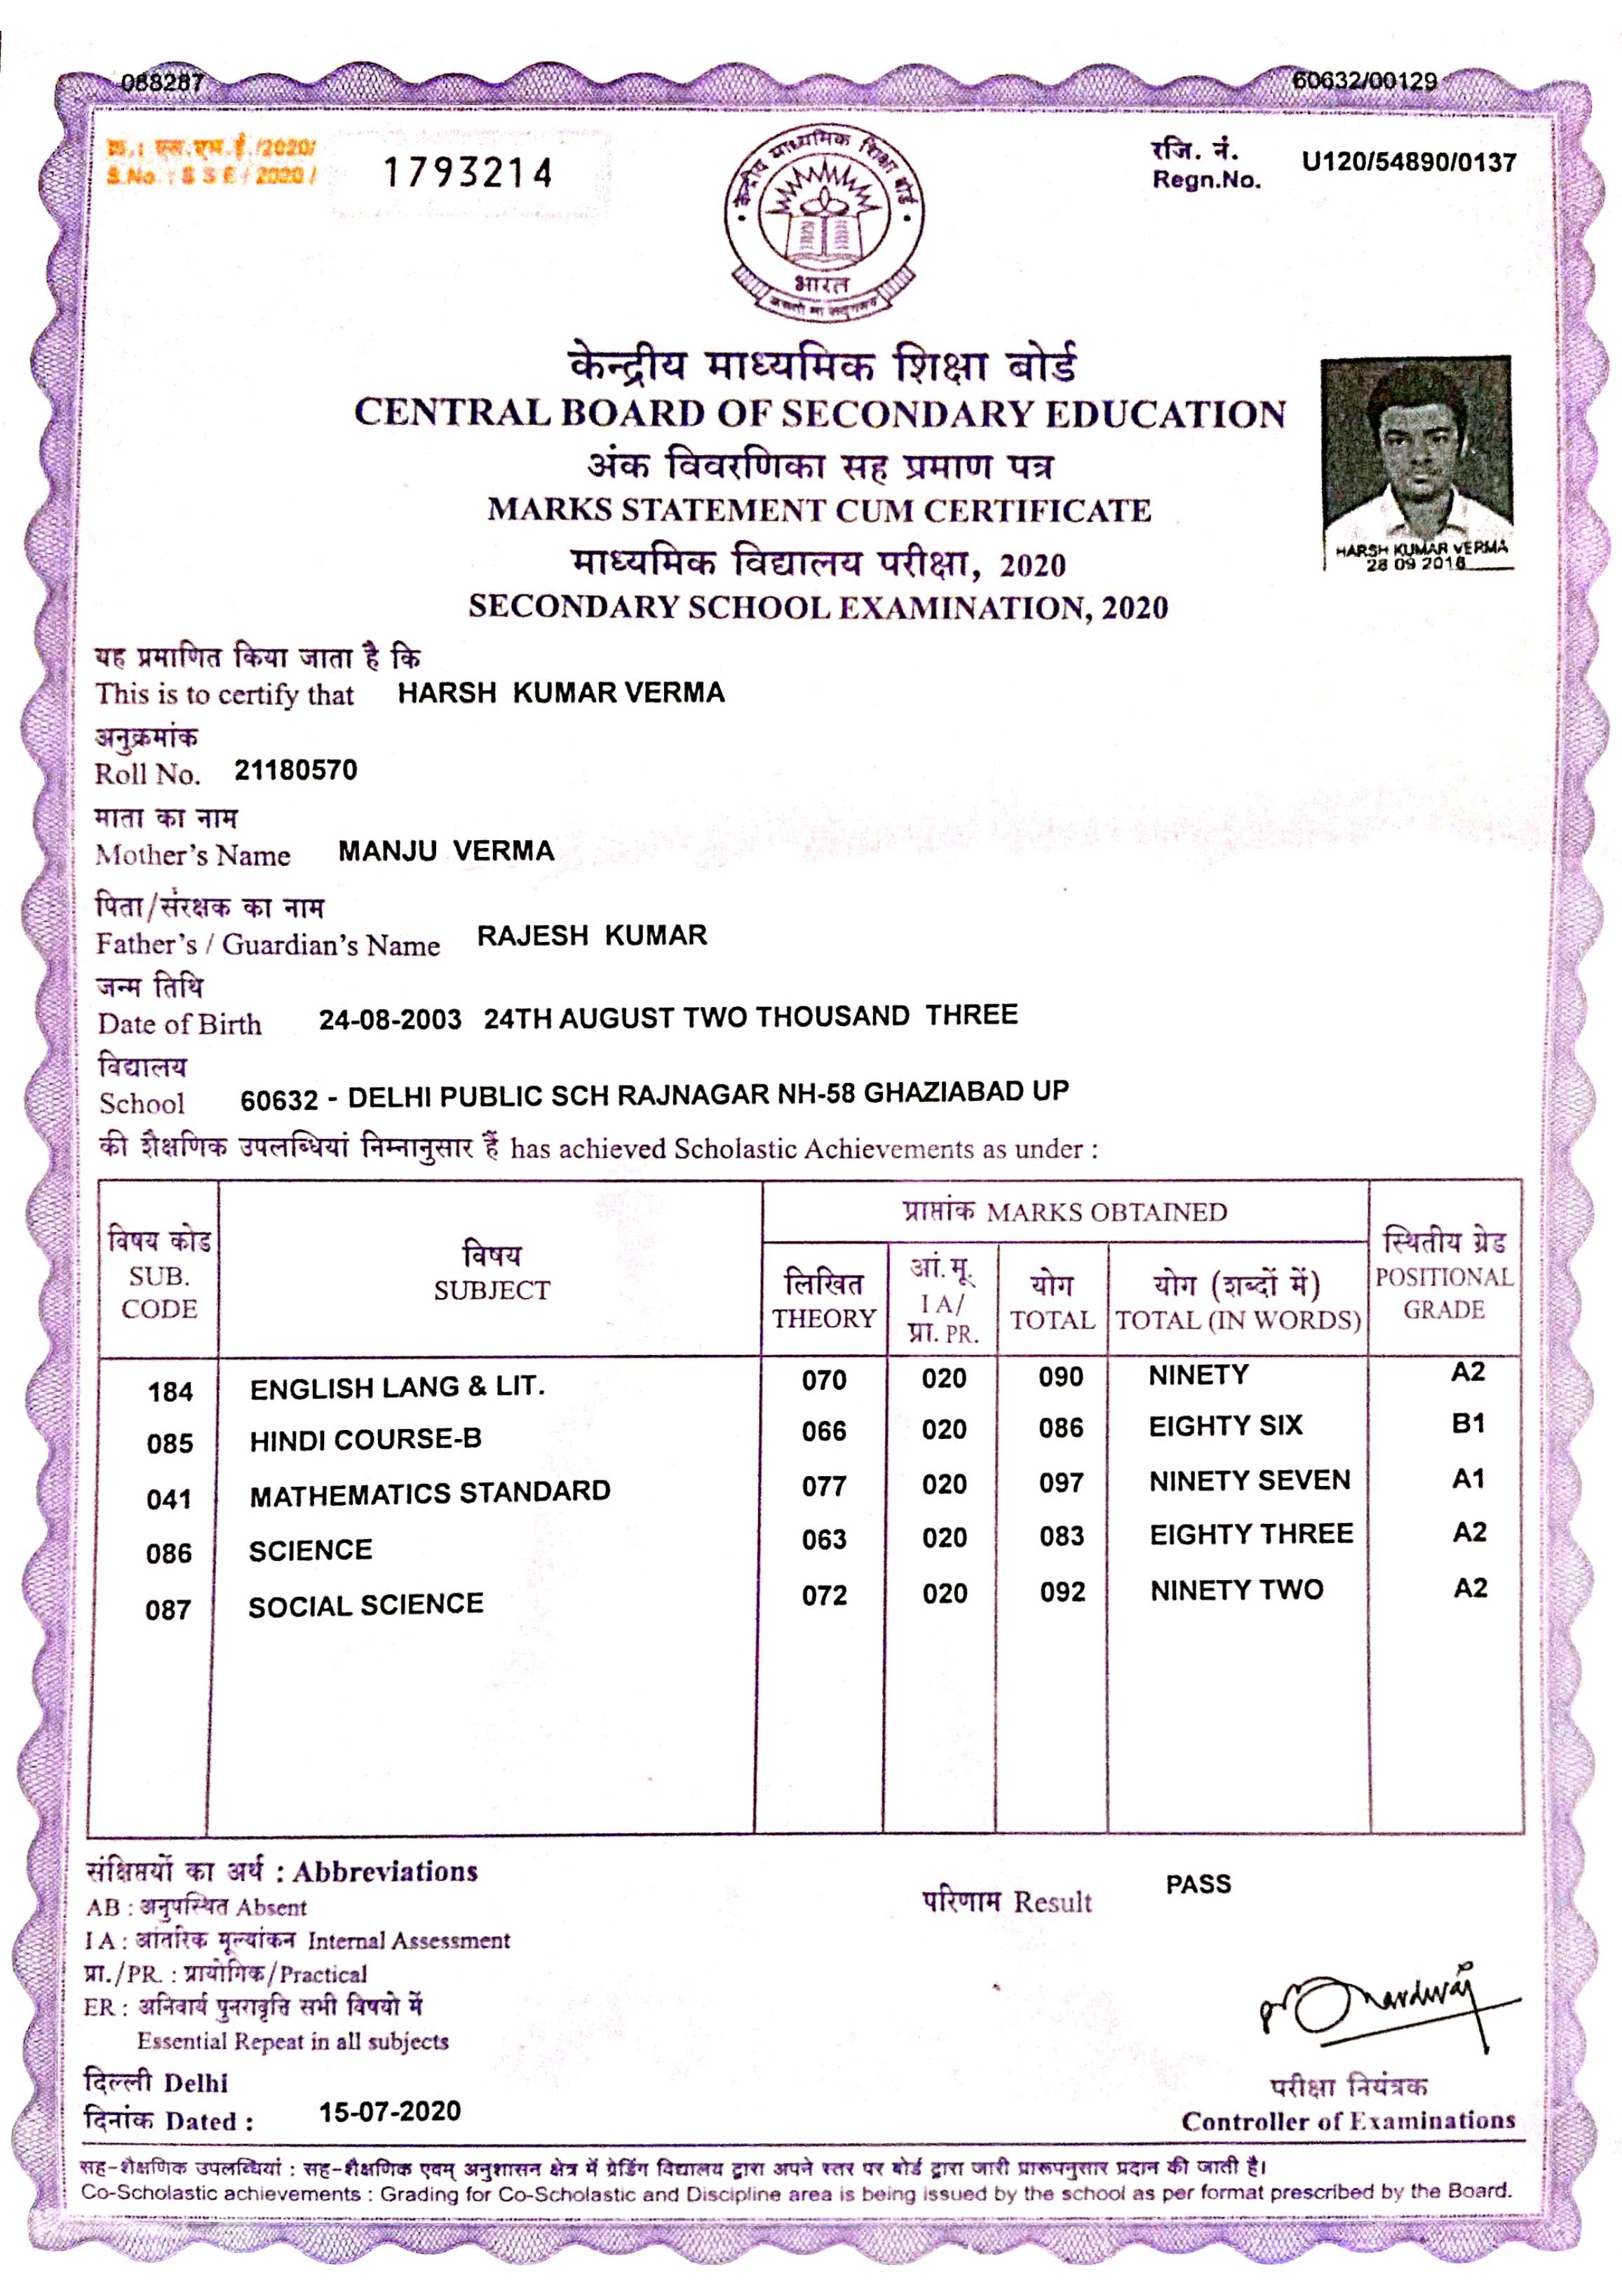 088287
60632/00129
क्र.: एस.एस.ई./2020/
S.No. : S S E / 2020 /
1793214
रजि. नं.
Regn.No.
U120/54890/0137
केन्द्रीय माध्यमिक शिक्षा बोर्ड
भारत
असतो मा सद्गमय
केन्द्रीय माध्यमिक शिक्षा बोर्ड
CENTRAL BOARD OF SECONDARY EDUCATION
अंक विवरणिका सह प्रमाण पत्र
MARKS STATEMENT CUM CERTIFICATE
माध्यमिक विद्यालय परीक्षा, 2020
SECONDARY SCHOOL EXAMINATION, 2020
HARSH KUMAR VERMA
28 09 2018
यह प्रमाणित किया जाता है कि
This is to certify that HARSH KUMAR VERMA
अनुक्रमांक
Roll No. 21180570
माता का नाम
Mother's Name MANJU VERMA
पिता/संरक्षक का नाम
Father's / Guardian's Name RAJESH KUMAR
जन्म तिथि
Date of Birth 24-08-2003 24TH AUGUST TWO THOUSAND THREE
विद्यालय
School 60632 - DELHI PUBLIC SCH RAJNAGAR NH-58 GHAZIABAD UP
की शैक्षणिक उपलब्धियां निम्नानुसार हैं has achieved Scholastic Achievements as under :
विषय कोड
SUB.
CODE
विषय
SUBJECT
प्राप्तांक MARKS OBTAINED
लिखित
THEORY
आं.मू.
I A/
प्रा. PR.
योग
TOTAL
योग (शब्दों में)
TOTAL (IN WORDS)
स्थितीय ग्रेड
POSITIONAL
GRADE
184 ENGLISH LANG & LIT. 070 020 090 NINETY A2
085 HINDI COURSE-B 066 020 086 EIGHTY SIX B1
041 MATHEMATICS STANDARD 077 020 097 NINETY SEVEN A1
086 SCIENCE 063 020 083 EIGHTY THREE A2
087 SOCIAL SCIENCE 072 020 092 NINETY TWO A2
संक्षिप्तयों का अर्थ : Abbreviations
AB : अनुपस्थित Absent
I A : आंतरिक मूल्यांकन Internal Assessment
प्रा./PR. : प्रायोगिक/Practical
ER : अनिवार्य पुनरावृत्ति सभी विषयो में
Essential Repeat in all subjects
परिणाम Result PASS
दिल्ली Delhi
दिनांक Dated : 15-07-2020
परीक्षा नियंत्रक
Controller of Examinations
सह-शैक्षणिक उपलब्धियां : सह-शैक्षणिक एवम् अनुशासन क्षेत्र में ग्रेडिंग विद्यालय द्वारा अपने स्तर पर बोर्ड द्वारा जारी प्रारूपनुसार प्रदान की जाती है।
Co-Scholastic achievements : Grading for Co-Scholastic and Discipline area is being issued by the school as per format prescribed by the Board.